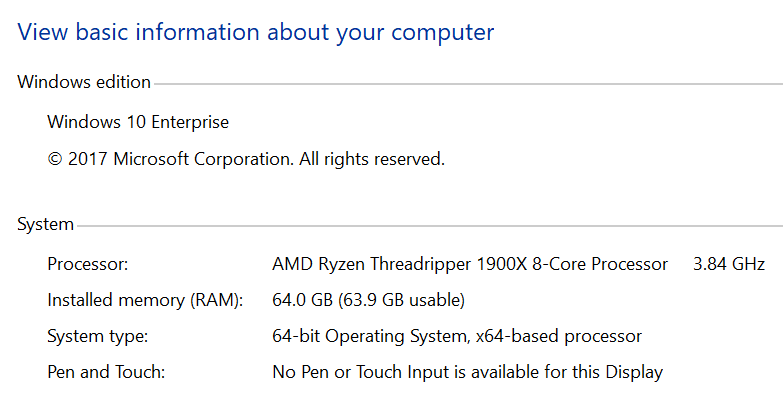 View basic information about your computer
Windows edition
Windows 10 Enterprise
© 2017 Microsoft Corporation. All rights reserved.
System
Processor: AMD Ryzen Threadripper 1900X 8-Core Processor 3.84 GHz
Installed memory (RAM): 64.0 GB (63.9 GB usable)
System type: 64-bit Operating System, x64-based processor
Pen and Touch: No Pen or Touch Input is available for this Display